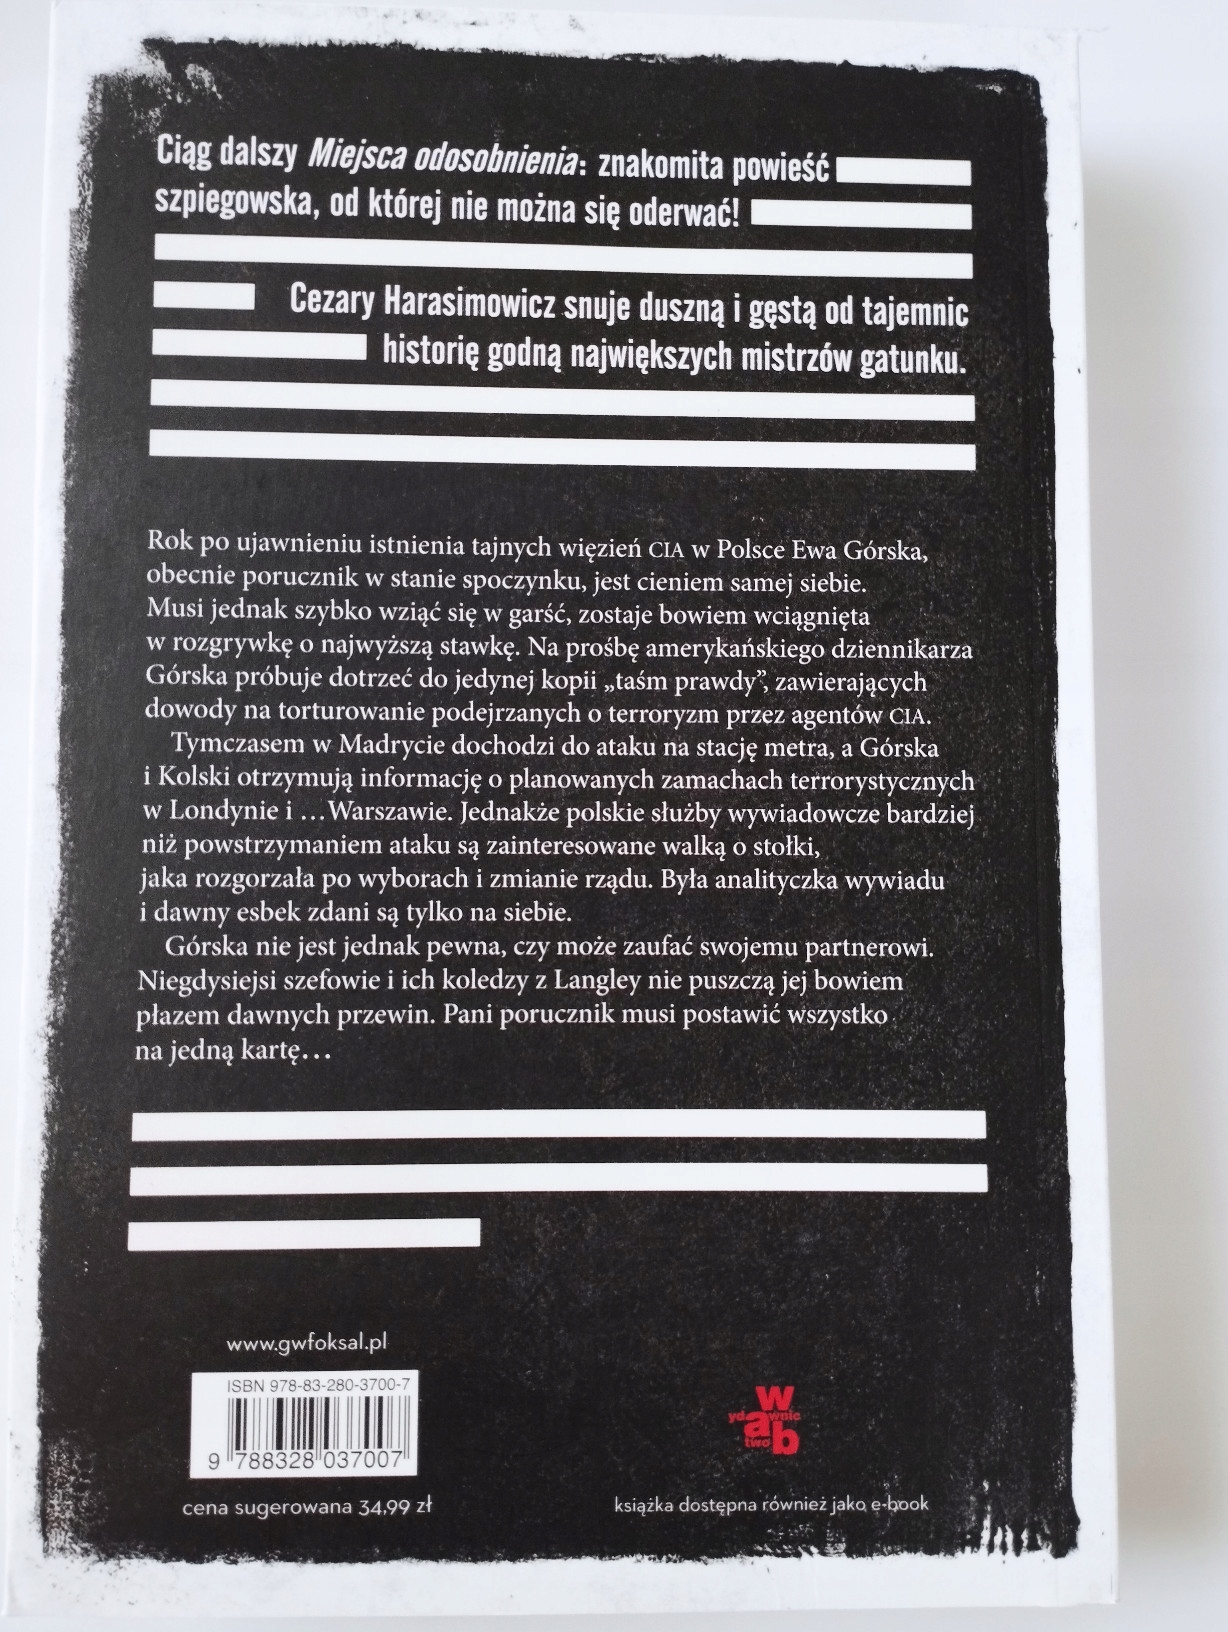 Ciąg dalszy Miejsca odosobnienia: znakomita powieść
szpiegowska, od której nie można się oderwać!
Cezary Harasimowicz snuje duszną i gęstą od tajemnic
historię godną największych mistrzów gatunku.
Rok po ujawnieniu istnienia tajnych więzień CIA w Polsce Ewa Górska,
obecnie porucznik w stanie spoczynku, jest cieniem samej siebie.
Musi jednak szybko wziąć się w garść, zostaje bowiem wciągnięta
w rozgrywkę o najwyższą stawkę. Na prośbę amerykańskiego dziennikarza
Górska próbuje dotrzeć do jedynej kopii „taśm prawdy”, zawierających
dowody na torturowanie podejrzanych o terroryzm przez agentów CIA.
Tymczasem w Madrycie dochodzi do ataku na stację metra, a Górska
i Kolski otrzymują informację o planowanych zamachach terrorystycznych
w Londynie i …Warszawie. Jednakże polskie służby wywiadowcze bardziej
niż powstrzymaniem ataku są zainteresowane walką o stołki,
jaka rozgorzała po wyborach i zmianie rządu. Była analityczka wywiadu
i dawny esbek zdani są tylko na siebie.
Górska nie jest jednak pewna, czy może zaufać swojemu partnerowi.
Niegdysiejsi szefowie i ich koledzy z Langley nie puszczą jej bowiem
płazem dawnych przewin. Pani porucznik musi postawić wszystko
na jedną kartę…
www.gwfoksal.pl
ISBN 978-83-280-3700-7
9 788328 037007
cena sugerowana 34,99 zł
w
ydawnic
two
ab
książka dostępna również jako e-book